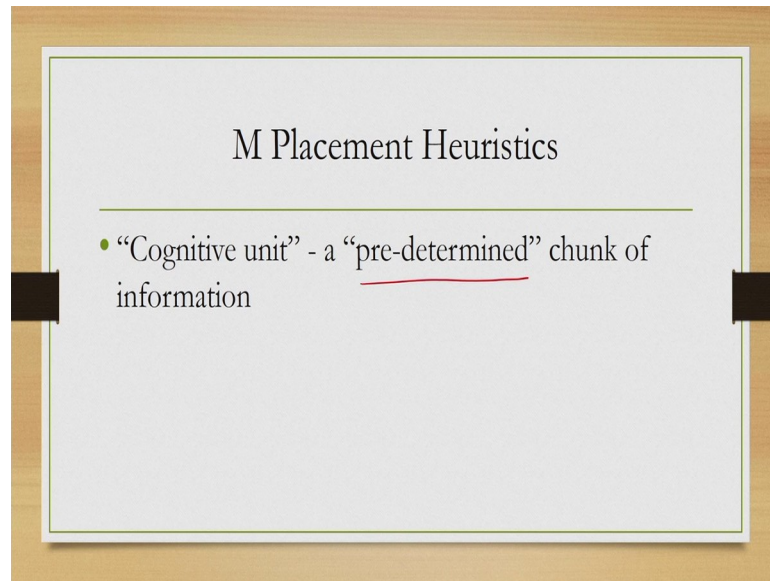 M Placement Heuristics
• “Cognitive unit” - a “pre-determined” chunk of
information